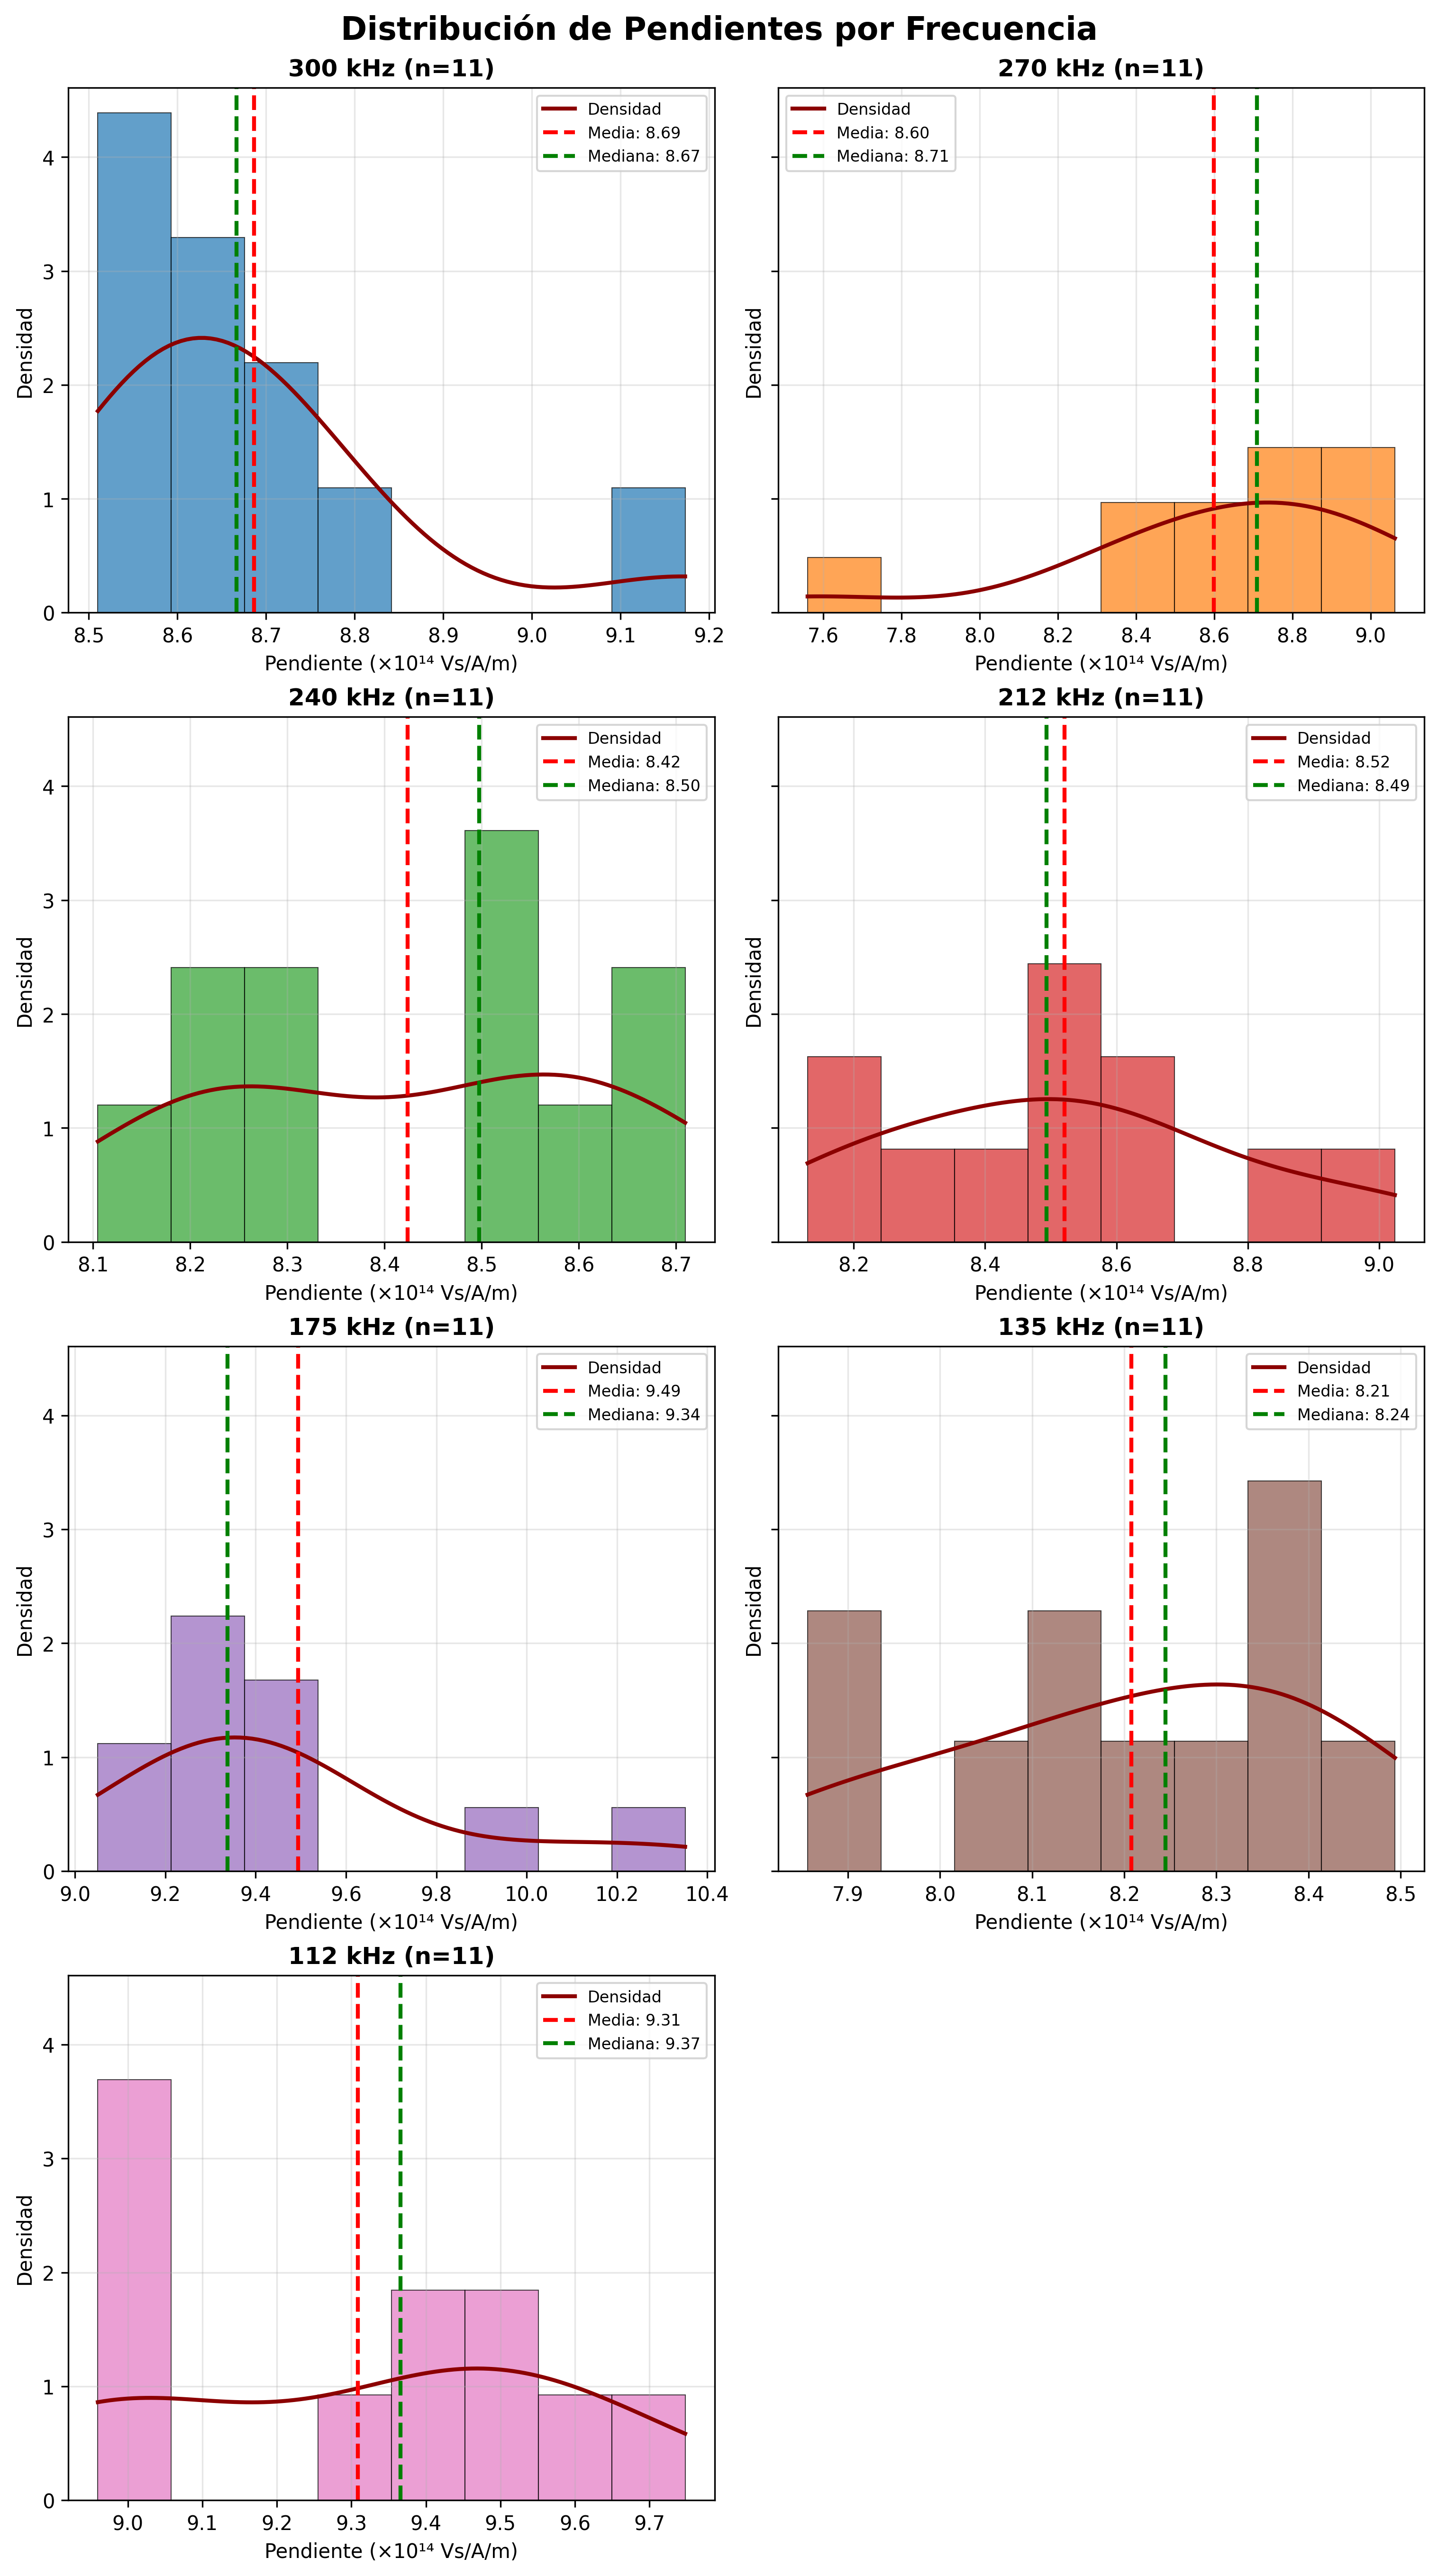 Distribución de Pendientes por Frecuencia
300 kHz (n=11)
Densidad
Media: 8.69
Mediana: 8.67
4
3
2
1
0
Densidad
8.5 8.6 8.7 8.8 8.9 9.0 9.1 9.2
Pendiente (×10¹⁴ Vs/A/m)
270 kHz (n=11)
Densidad
Media: 8.60
Mediana: 8.71
Densidad
7.6 7.8 8.0 8.2 8.4 8.6 8.8 9.0
Pendiente (×10¹⁴ Vs/A/m)
240 kHz (n=11)
Densidad
Media: 8.42
Mediana: 8.50
4
3
2
1
0
Densidad
8.1 8.2 8.3 8.4 8.5 8.6 8.7
Pendiente (×10¹⁴ Vs/A/m)
212 kHz (n=11)
Densidad
Media: 8.52
Mediana: 8.49
Densidad
8.2 8.4 8.6 8.8 9.0
Pendiente (×10¹⁴ Vs/A/m)
175 kHz (n=11)
Densidad
Media: 9.49
Mediana: 9.34
4
3
2
1
0
Densidad
9.0 9.2 9.4 9.6 9.8 10.0 10.2 10.4
Pendiente (×10¹⁴ Vs/A/m)
135 kHz (n=11)
Densidad
Media: 8.21
Mediana: 8.24
Densidad
7.9 8.0 8.1 8.2 8.3 8.4 8.5
Pendiente (×10¹⁴ Vs/A/m)
112 kHz (n=11)
Densidad
Media: 9.31
Mediana: 9.37
4
3
2
1
0
Densidad
9.0 9.1 9.2 9.3 9.4 9.5 9.6 9.7
Pendiente (×10¹⁴ Vs/A/m)